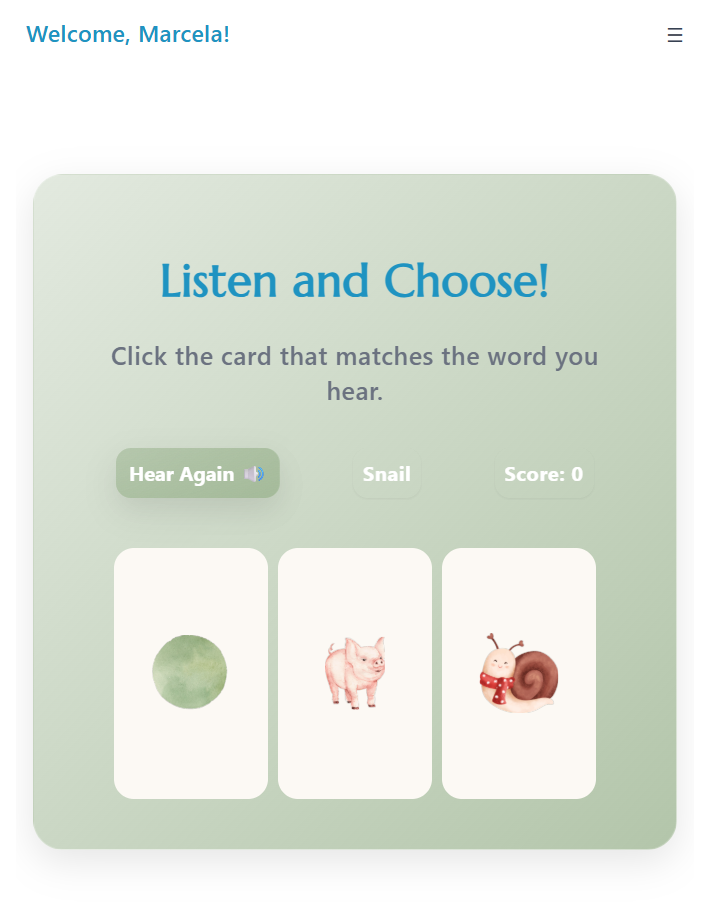 Welcome, Marcela!
Listen and Choose!
Click the card that matches the word you
hear.
Hear Again 🔊
Snail
Score: 0